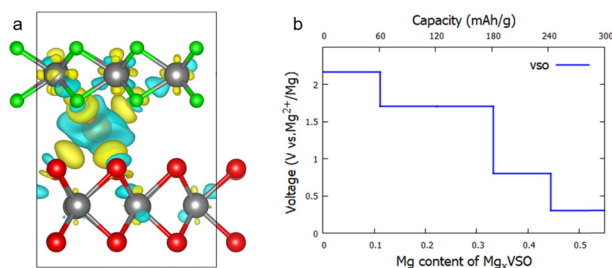 a
b
Capacity (mAh/g)
0 60 120 180 240 300
VSO
Voltage (V vs.Mg²⁺/Mg)
2
1.5
1
0.5
0
0 0.1 0.2 0.3 0.4 0.5
Mg content of MgₓVSO